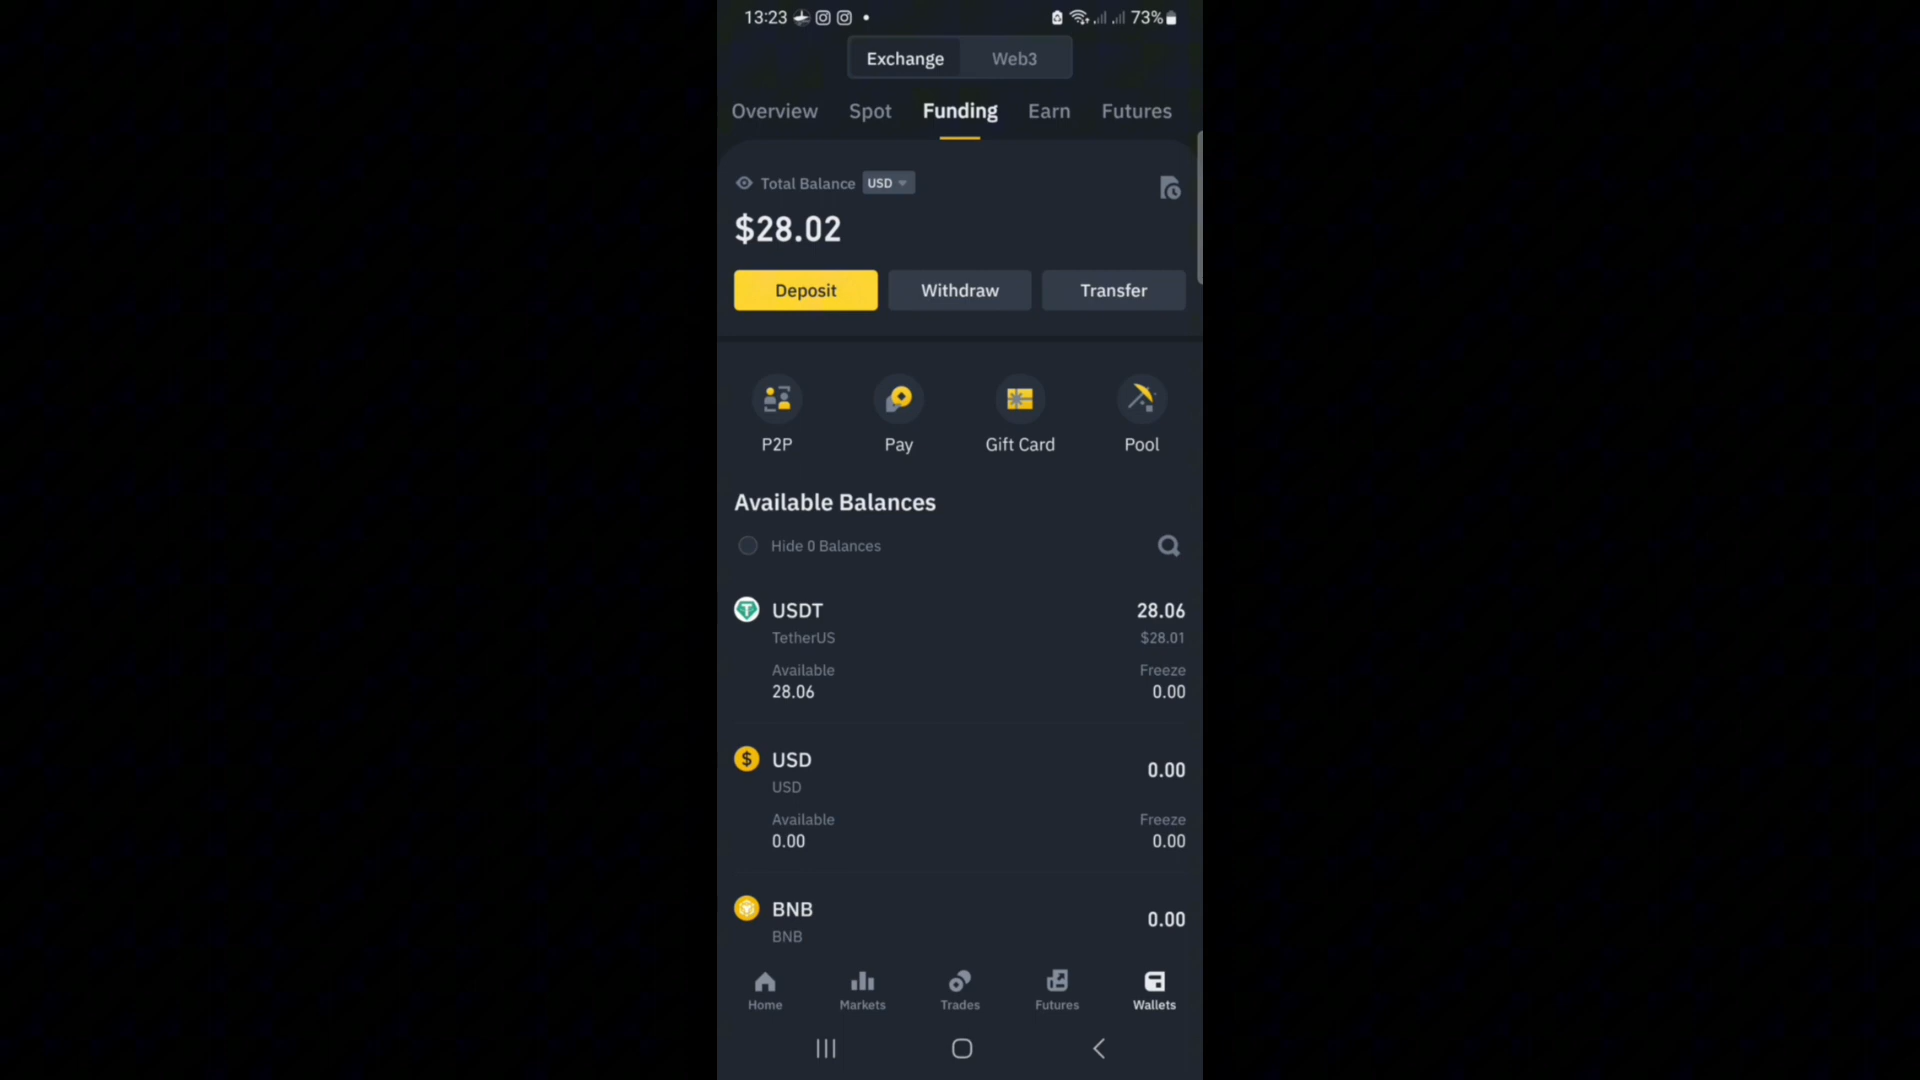 13:23 73%
Exchange Web3
Overview Spot Funding Earn Futures
Total Balance USD
$28.02
Deposit Withdraw Transfer
P2P Pay Gift Card Pool
Available Balances
Hide 0 Balances
USDT 28.06
TetherUS $28.01
Available Freeze
28.06 0.00
USD 0.00
USD
Available Freeze
0.00 0.00
BNB 0.00
BNB
Home Markets Trades Futures Wallets